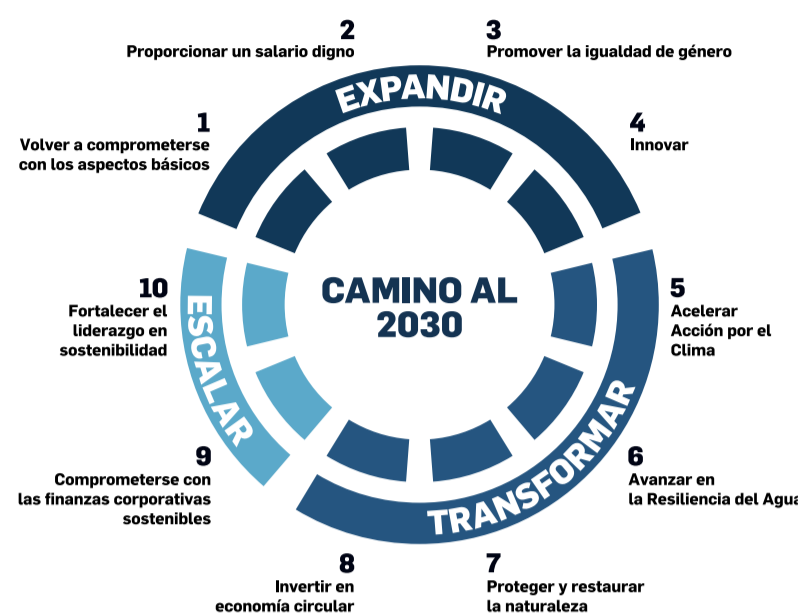 2
Proporcionar un salario digno
3
Promover la igualdad de género
EXPANDIR
1
Volver a comprometerse
con los aspectos básicos
4
Innovar
CAMINO AL
2030
10
Fortalecer el
liderazgo en
sostenibilidad
ESCALAR
5
Acelerar
Acción por el
Clima
TRANSFORMAR
9
Comprometerse con
las finanzas corporativas
sostenibles
6
Avanzar en
la Resiliencia del Agua
8
Invertir en
economía circular
7
Proteger y restaurar
la naturaleza